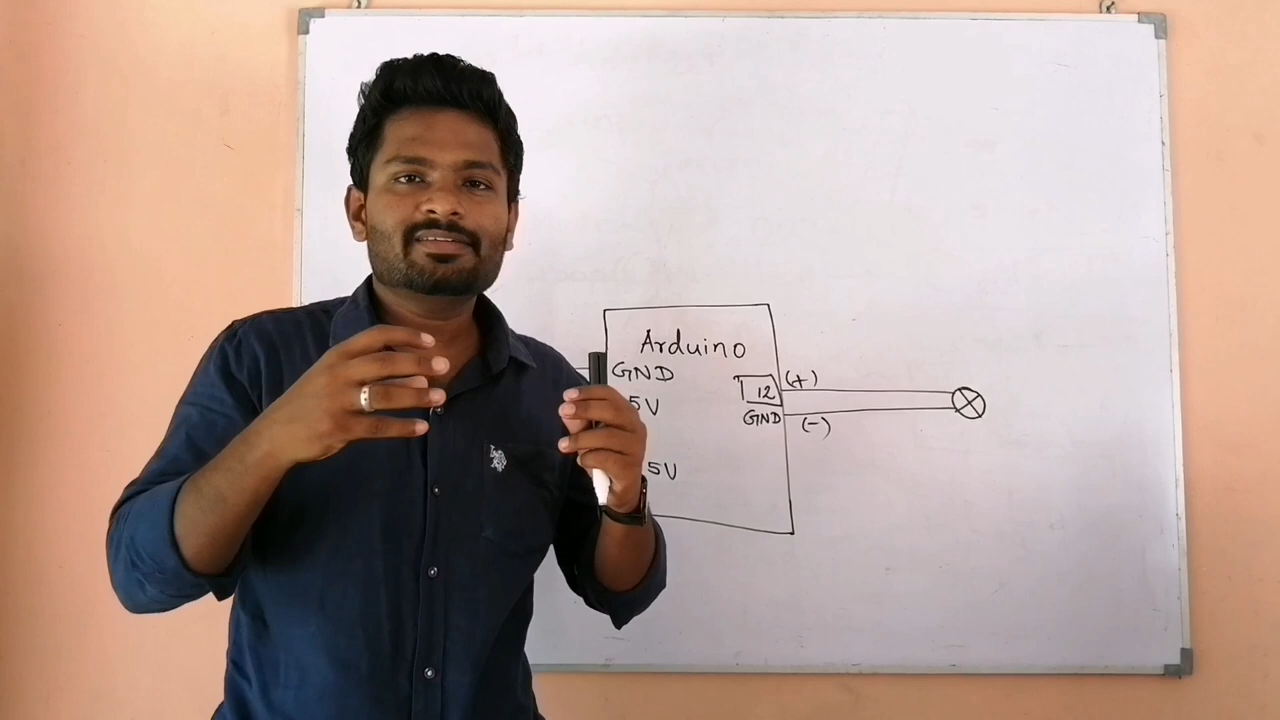 Arduino
GND
5V
12
(+)
GND
(-)
5V